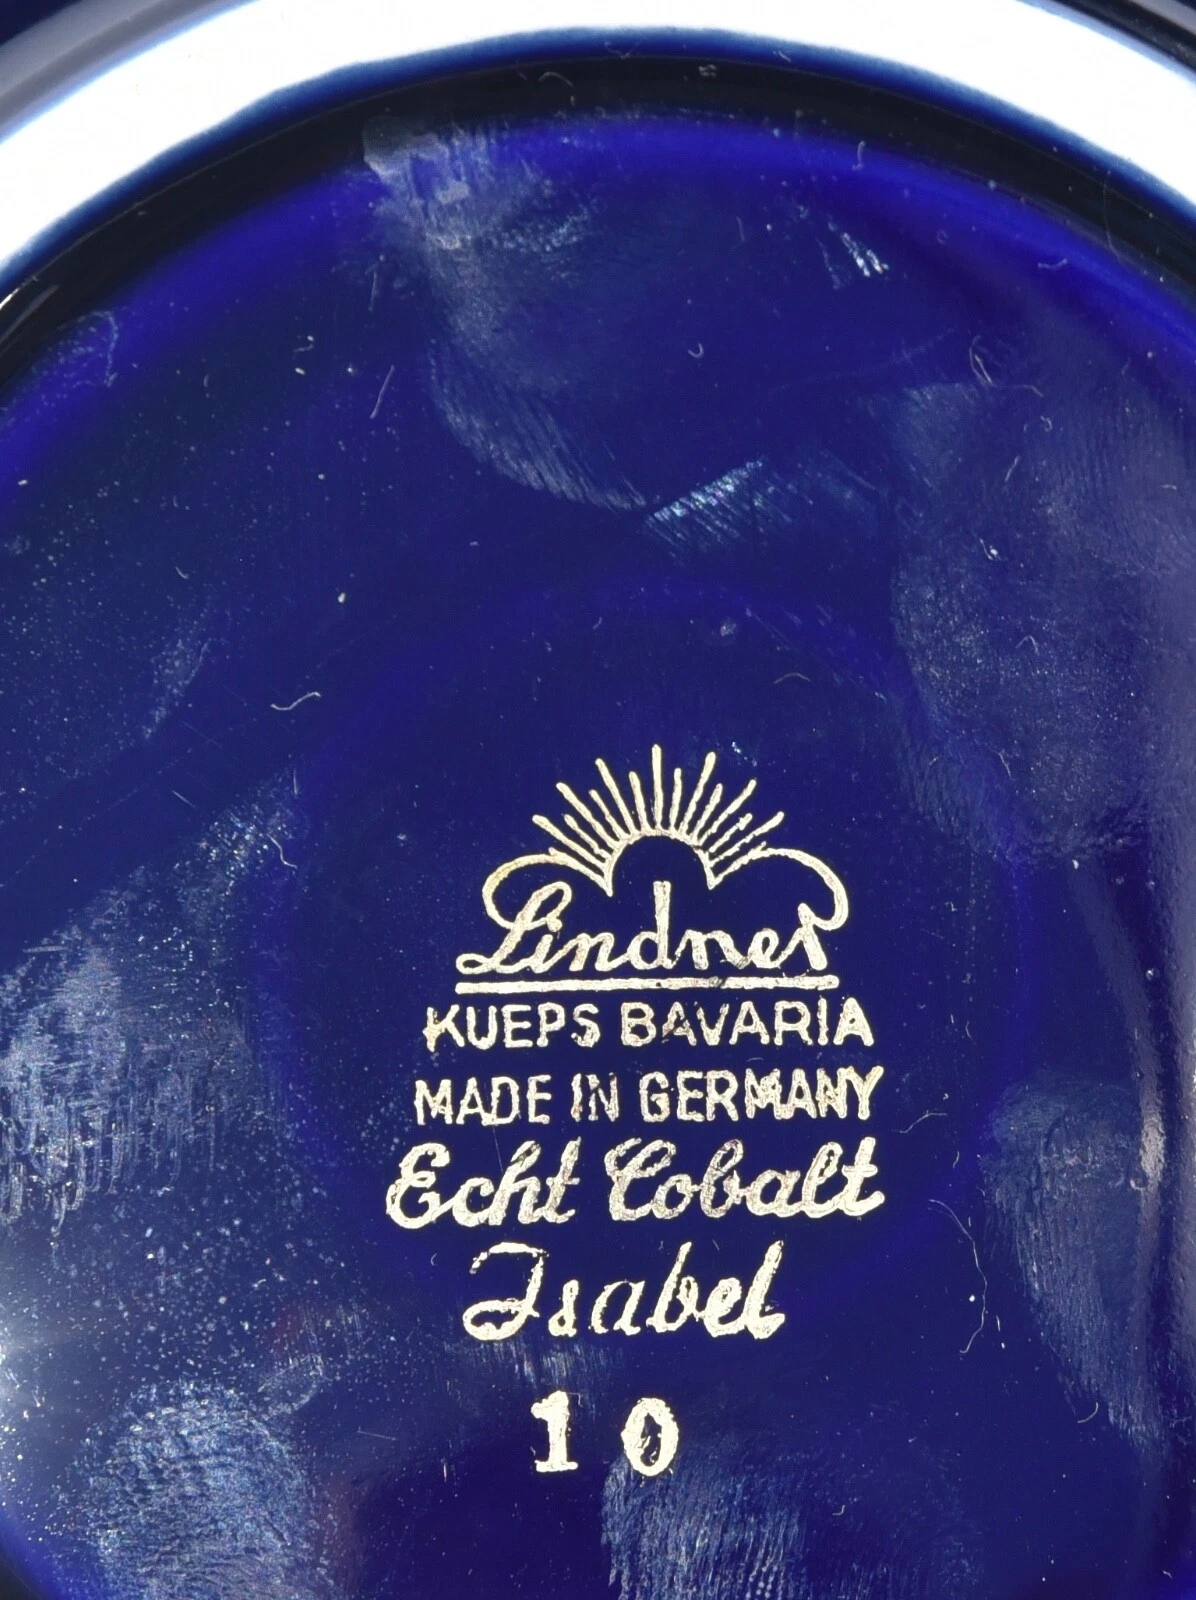 Lindner
KUEPS BAVARIA
MADE IN GERMANY
Echt Cobalt
Isabel
10